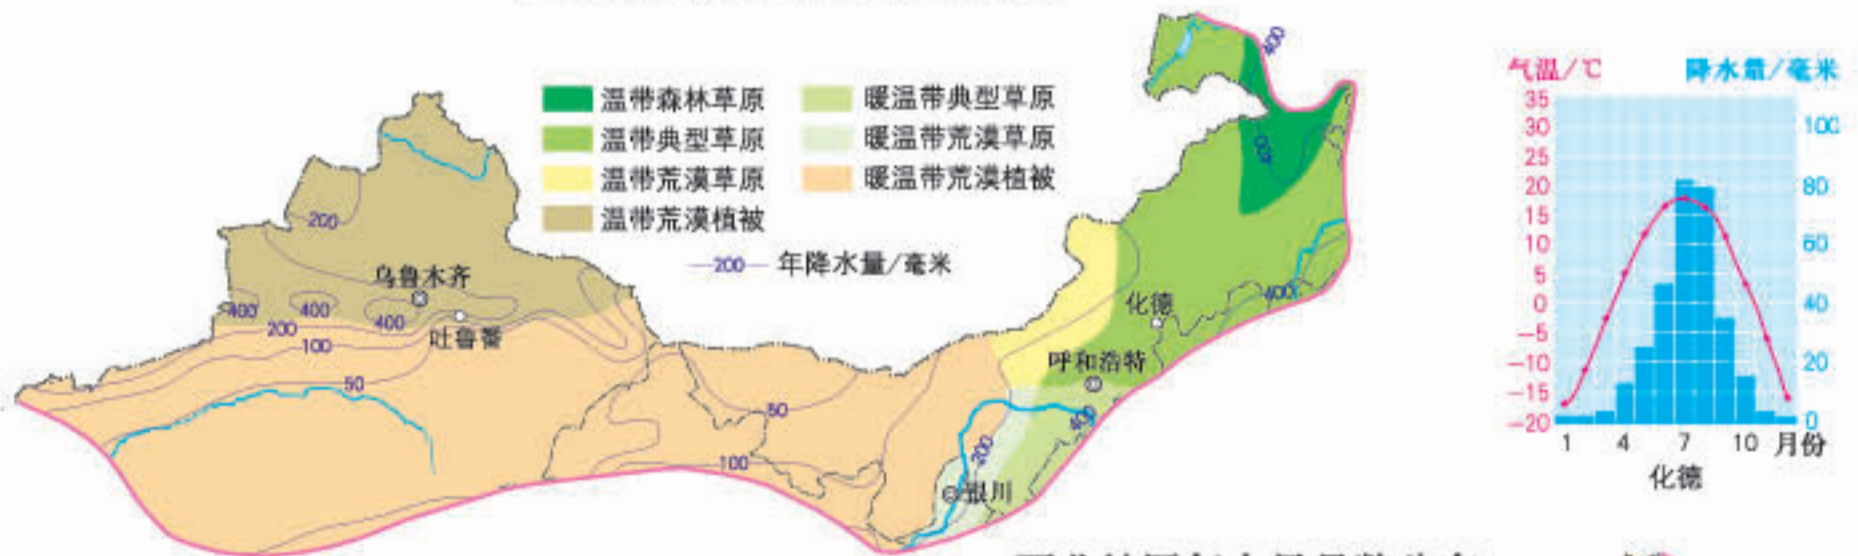 温带森林草原
温带典型草原
温带荒漠草原
温带荒漠植被
暖温带典型草原
暖温带荒漠草原
暖温带荒漠植被
—200— 年降水量/毫米
400
400
200
乌鲁木齐
400
400
400
吐鲁番
200
100
50
50
100
化德
400
呼和浩特
400
200
银川
气温/℃
35
30
25
20
15
10
5
0
-5
-10
-15
-20
降水量/毫米
100
80
60
40
20
0
1 4 7 10 月份
化德